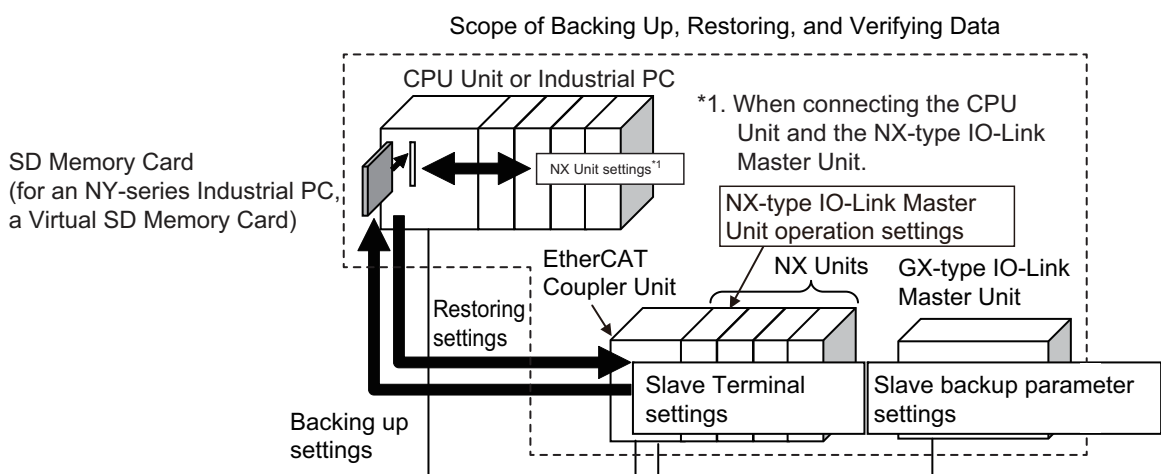 Scope of Backing Up, Restoring, and Verifying Data
CPU Unit or Industrial PC
*1. When connecting the CPU
Unit and the NX-type IO-Link
Master Unit.
SD Memory Card
(for an NY-series Industrial PC,
a Virtual SD Memory Card)
NX Unit settings*1
NX-type IO-Link Master
Unit operation settings
EtherCAT
Coupler Unit
NX Units
GX-type IO-Link
Master Unit
Restoring
settings
Slave Terminal
settings
Slave backup parameter
settings
Backing up
settings